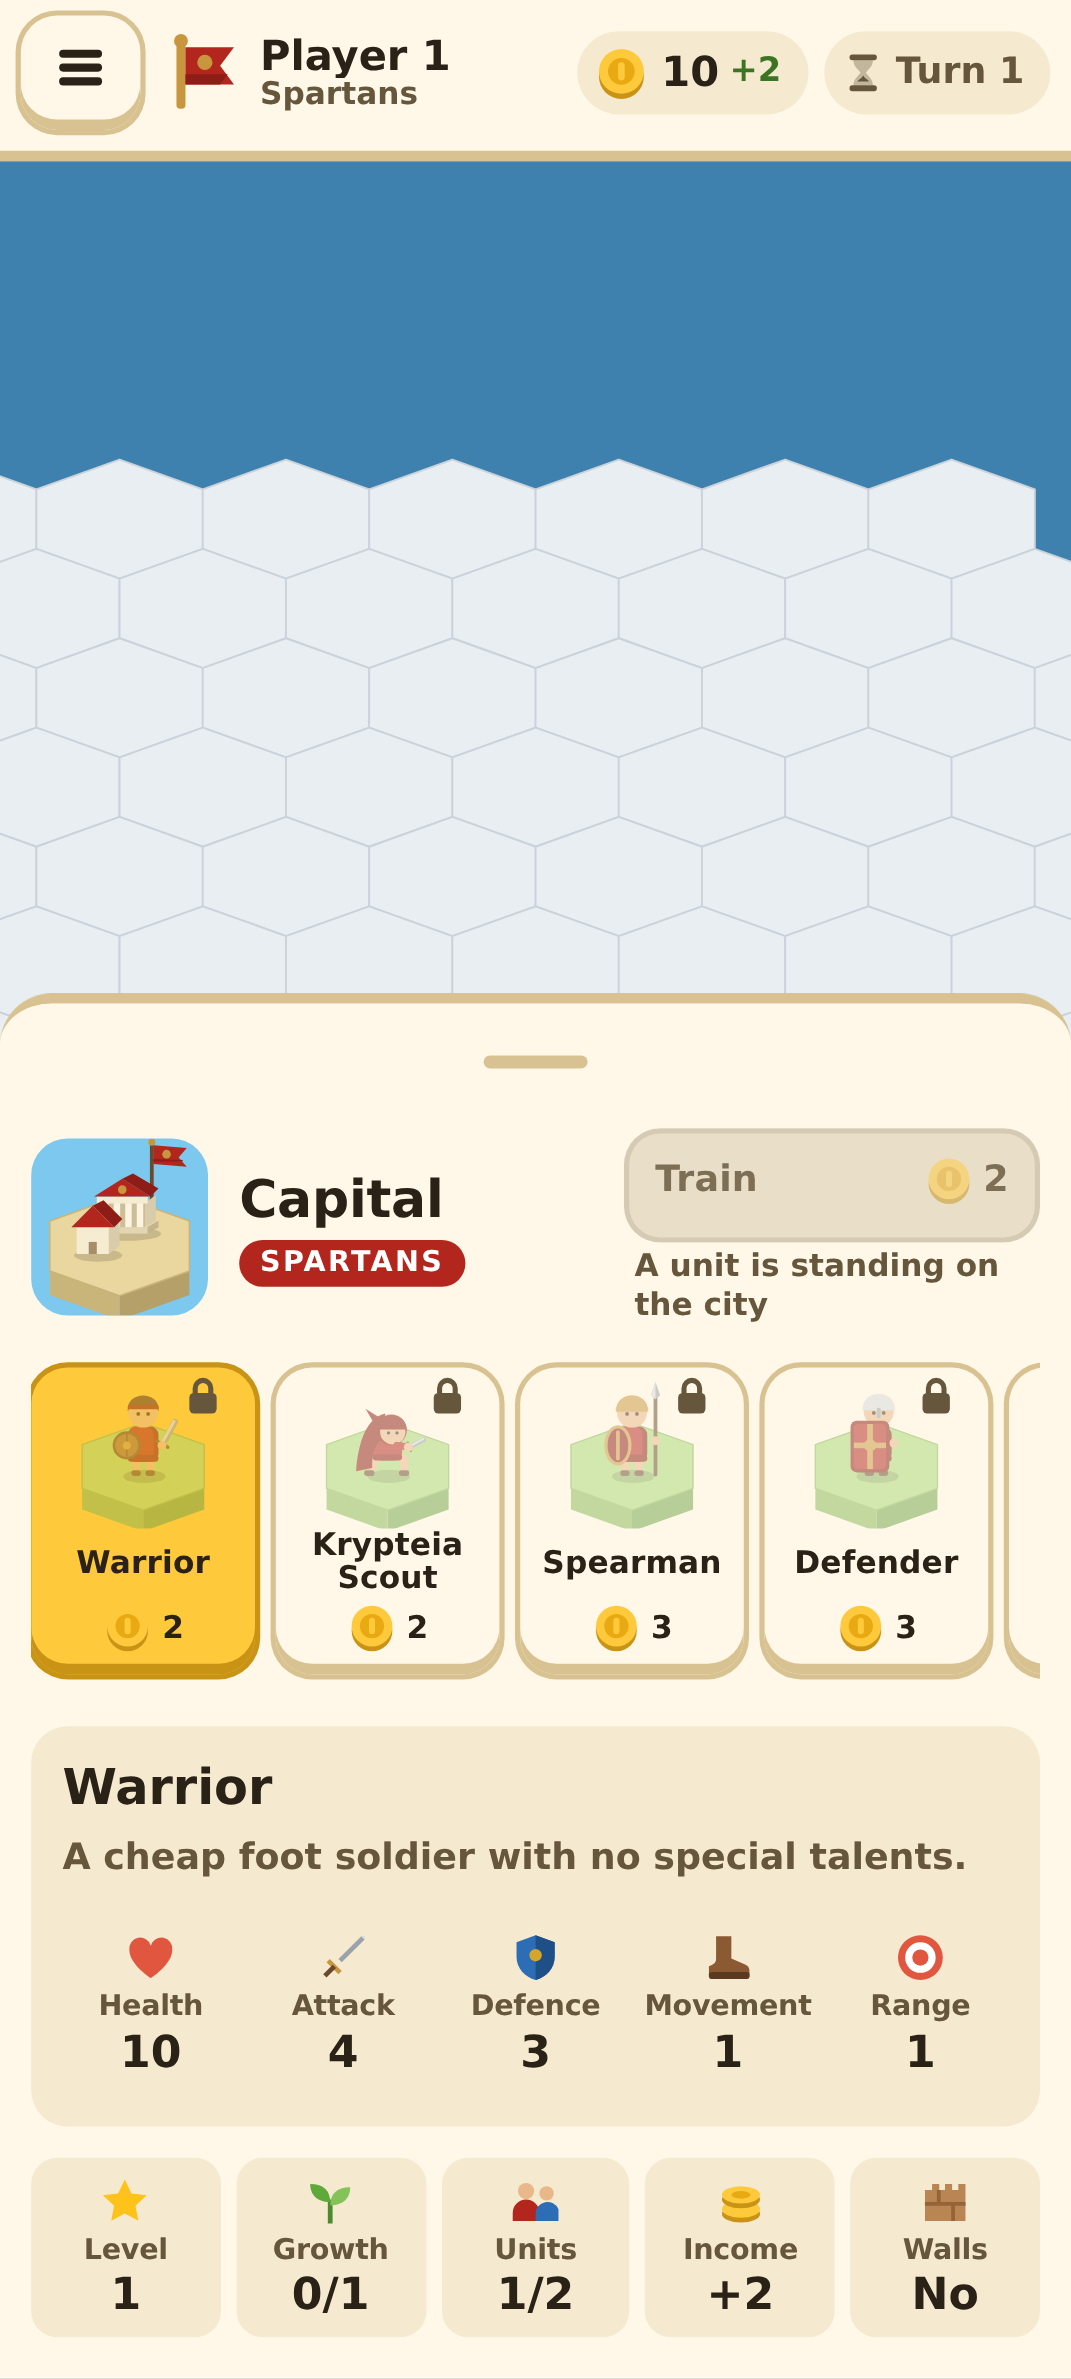 Player 1
Spartans
10 +2
Turn 1
Capital
SPARTANS
Train 2
A unit is standing on
the city
Warrior
2
Krypteia
Scout
2
Spearman
3
Defender
3
Warrior
A cheap foot soldier with no special talents.
Health
10
Attack
4
Defence
3
Movement
1
Range
1
Level
1
Growth
0/1
Units
1/2
Income
+2
Walls
No